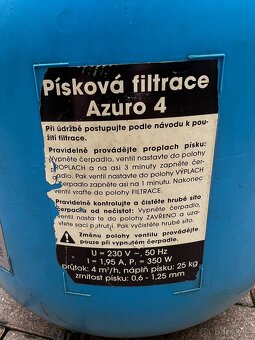 Písková filtrace
Azuro 4
Při údržbě postupujte podle návodu k pou-
žití filtrace.
Pravidelně provádějte proplach písku:
Vypněte čerpadlo, ventil nastavte do polohy
PROPLACH a na asi 3 minuty zapněte čer-
padlo. Pak ventil nastavte do polohy VÝPLACH
čerpadlo zapněte asi na 1 minutu. Nakonec
ventil vraťte do polohy FILTRACE.
Pravidelně kontrolujte a čistěte hrubé síto
čerpadla od nečistot: Vypněte čerpadlo,
ventil nastavte do polohy ZAVŘENO a uzav-
řete sací potrubí. Pak vyčistěte hrubé síto.
Změnu polohy ventilu provádějte
pouze při vypnutém čerpadle.
U = 230 V ~, 50 Hz
I = 1,95 A, P₁ = 350 W
průtok: 4 m³/h, náplň písku: 25 kg
zrnitost písku: 0,6 - 1,25 mm